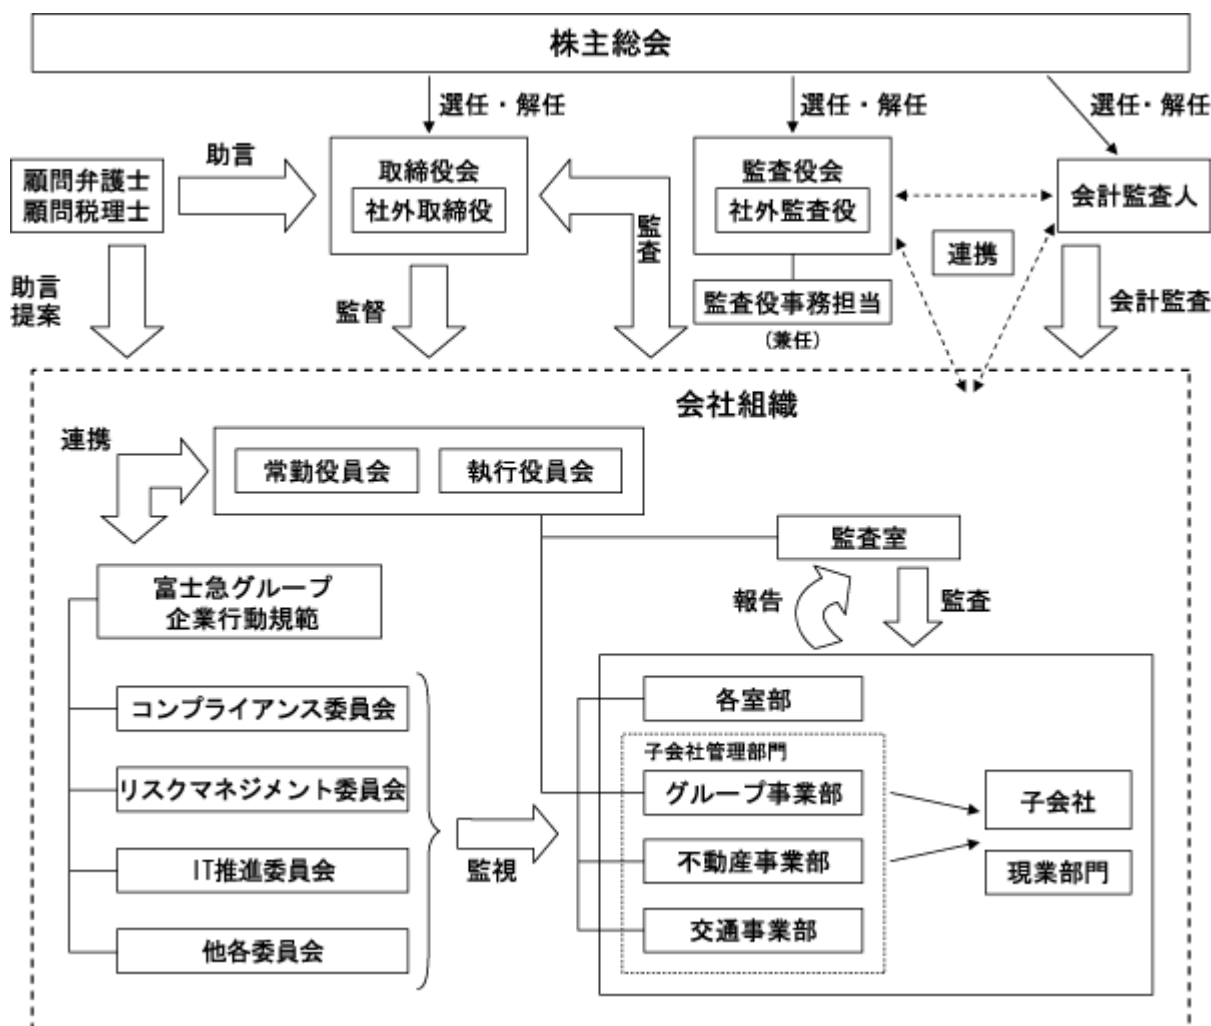 株主総会
選任・解任
選任・解任
選任・解任
顧問弁護士
顧問税理士
助言
取締役会
社外取締役
監査
監査役会
社外監査役
会計監査人
連携
監査役事務担当
(兼任)
助言
提案
監督
会計監査
会社組織
連携
常勤役員会
執行役員会
監査室
富士急グループ
企業行動規範
報告
監査
コンプライアンス委員会
リスクマネジメント委員会
IT推進委員会
他各委員会
監視
各室部
子会社管理部門
グループ事業部
不動産事業部
交通事業部
子会社
現業部門